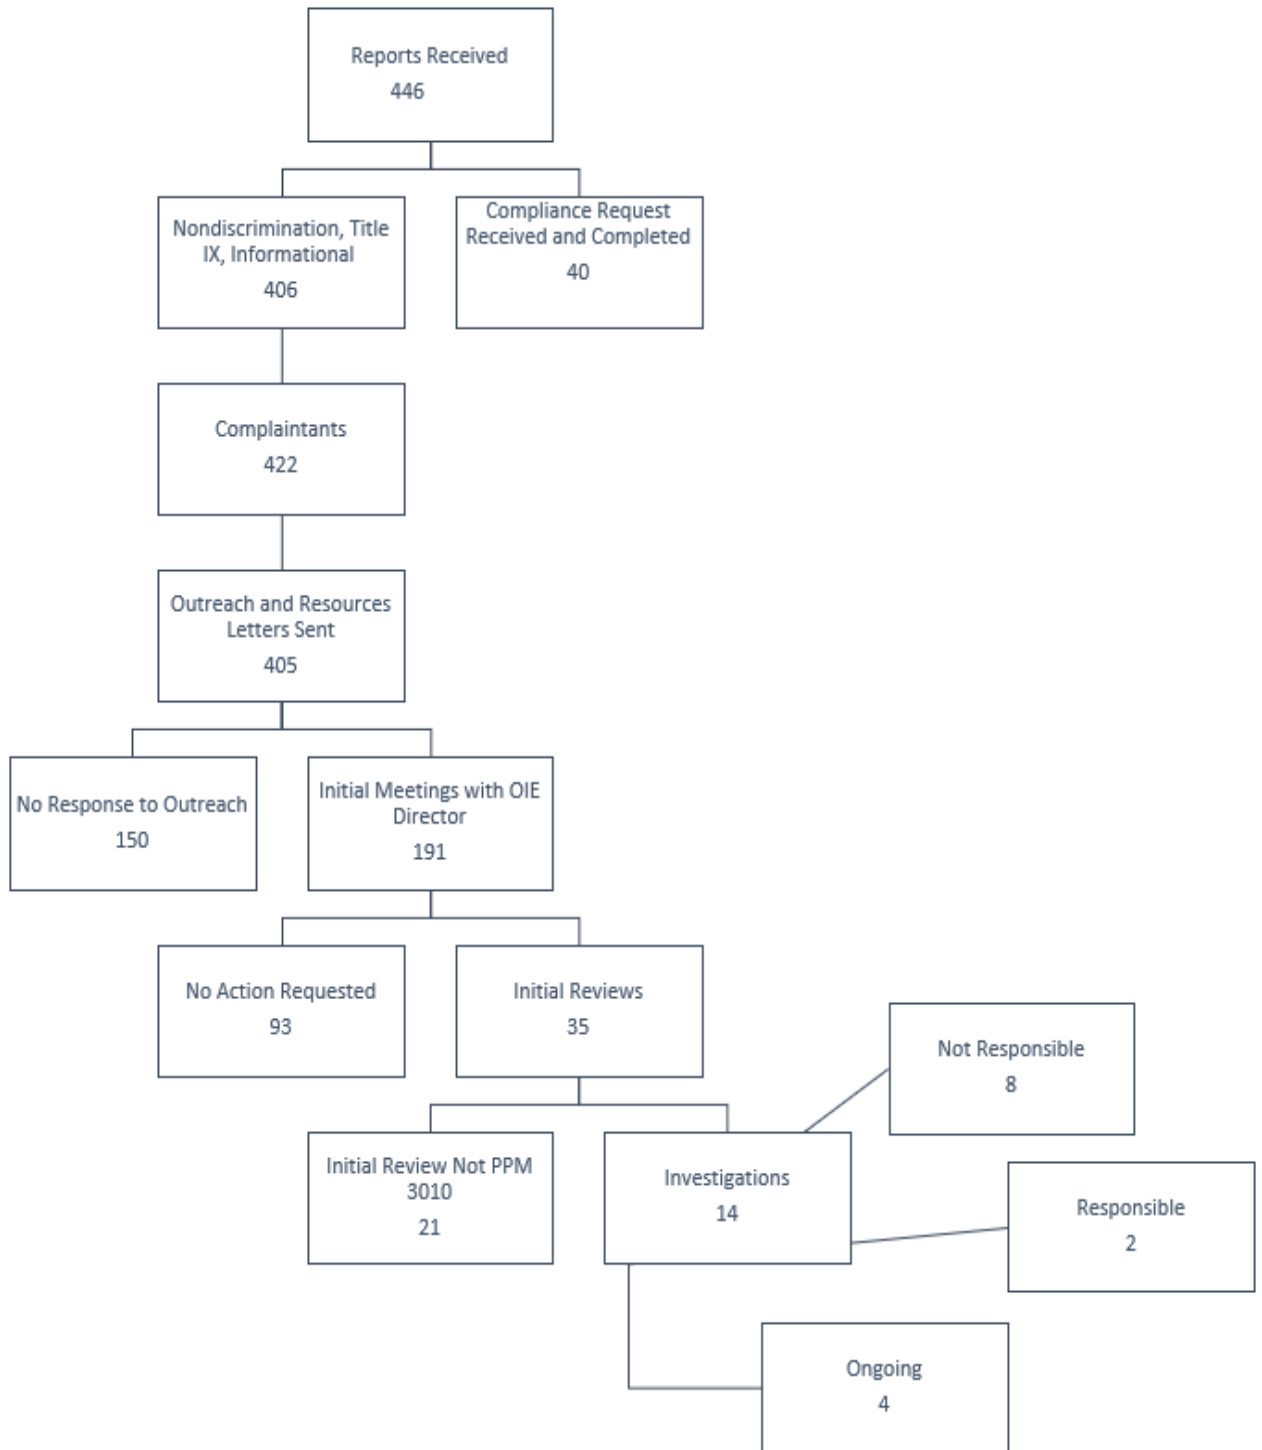 Reports Received
446
Nondiscrimination, Title
IX, Informational
406
Compliance Request
Received and Completed
40
Complaintants
422
Outreach and Resources
Letters Sent
405
No Response to Outreach
150
Initial Meetings with OIE
Director
191
No Action Requested
93
Initial Reviews
35
Not Responsible
8
Initial Review Not PPM
3010
21
Investigations
14
Responsible
2
Ongoing
4